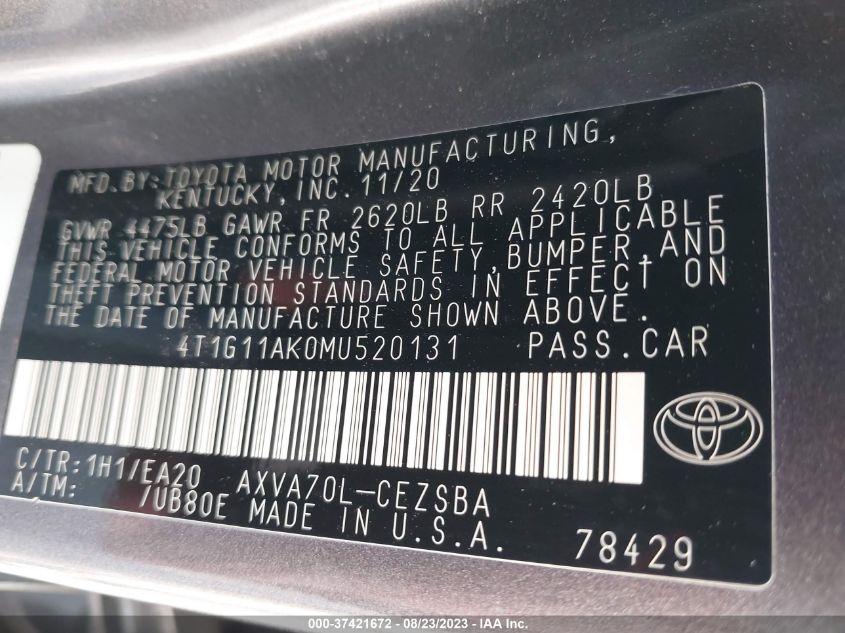 MFD. BY: TOYOTA MOTOR MANUFACTURING,
KENTUCKY, INC. 11/20
GVWR 4475LB GAWR FR 2620LB RR 2420LB
THIS VEHICLE CONFORMS TO ALL APPLICABLE
FEDERAL MOTOR VEHICLE SAFETY, BUMPER, AND
THEFT PREVENTION STANDARDS IN EFFECT ON
THE DATE OF MANUFACTURE SHOWN ABOVE.
4T1G11AK0MU520131 PASS.CAR
C/TR: 1H1/EA20 AXVA70L-CEZSBA
A/TM: /UB80E MADE IN U.S.A.
78429
000-37421672 - 08/23/2023 - IAA Inc.